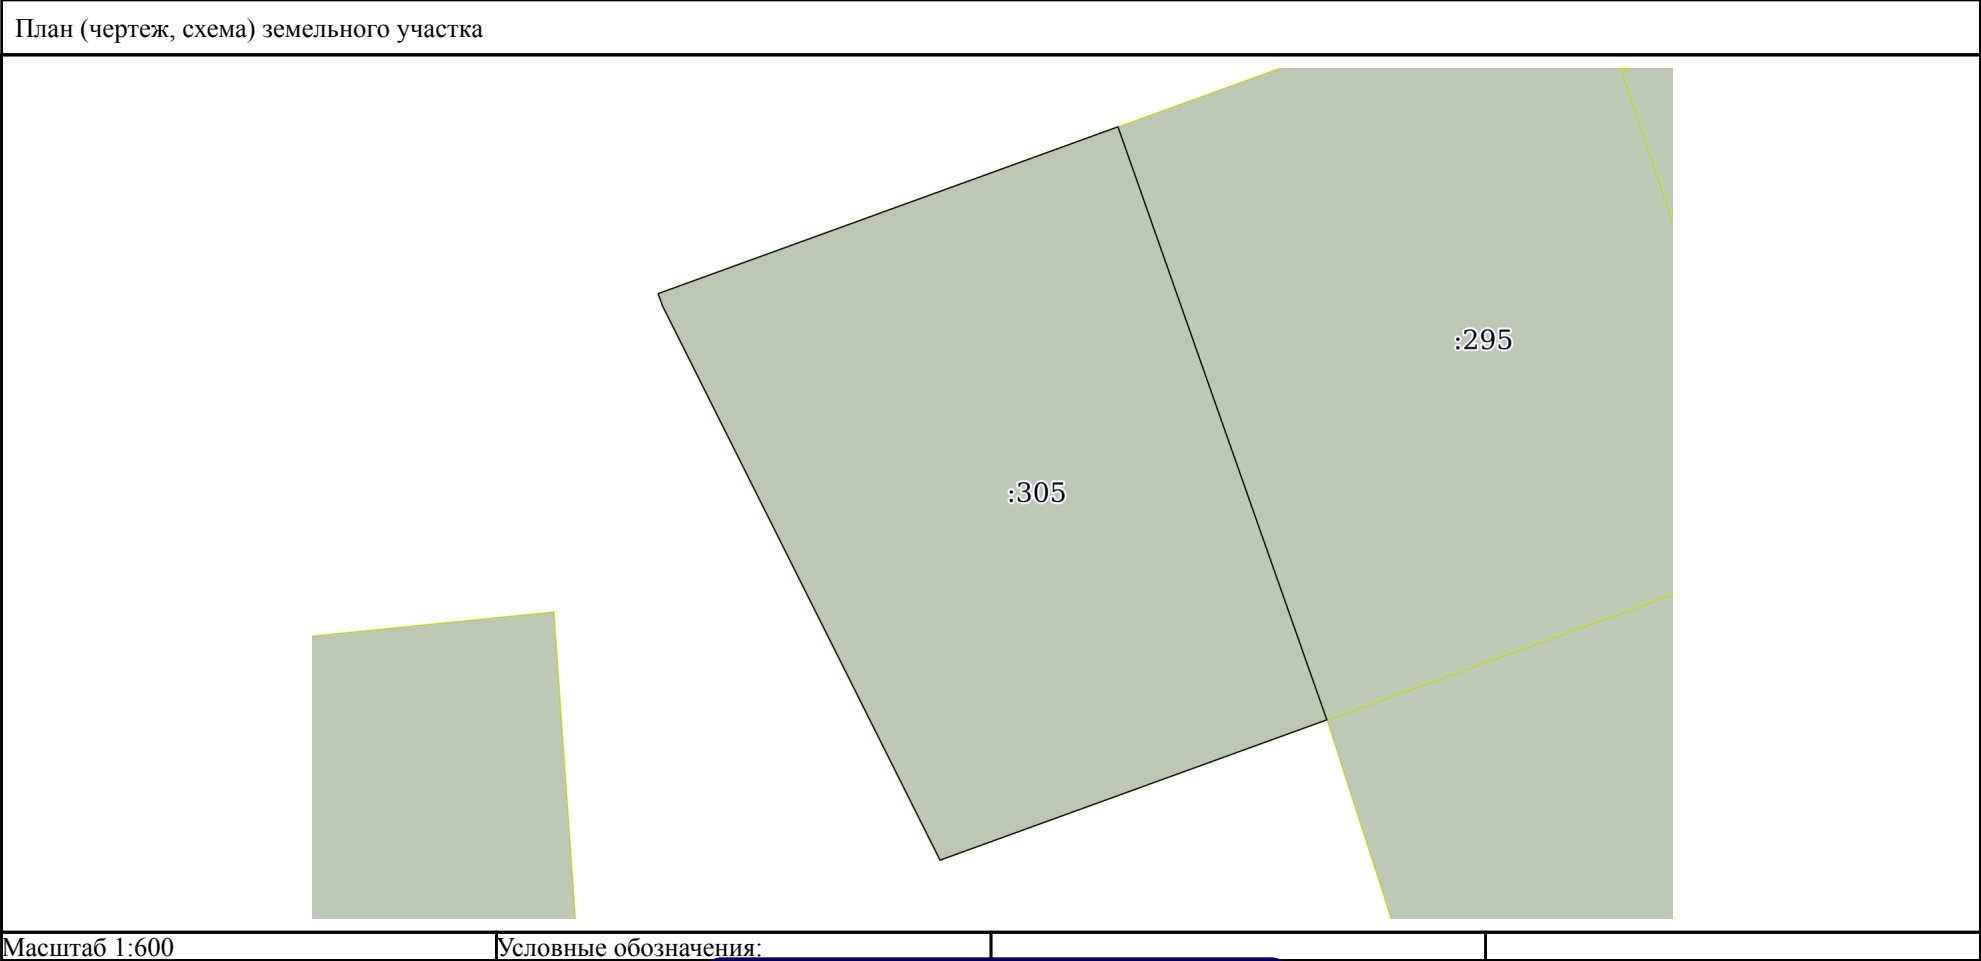 План (чертеж, схема) земельного участка
:295
:305
Масштаб 1:600
Условные обозначения: